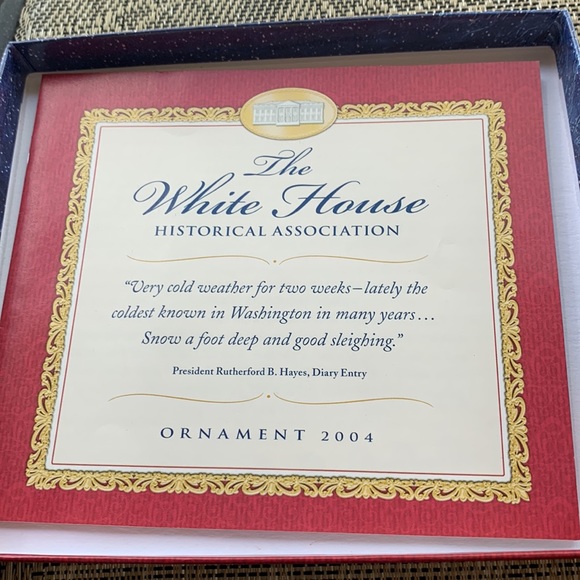 The
White House
HISTORICAL ASSOCIATION
“Very cold weather for two weeks–lately the
coldest known in Washington in many years...
Snow a foot deep and good sleighing.”
President Rutherford B. Hayes, Diary Entry
ORNAMENT 2004